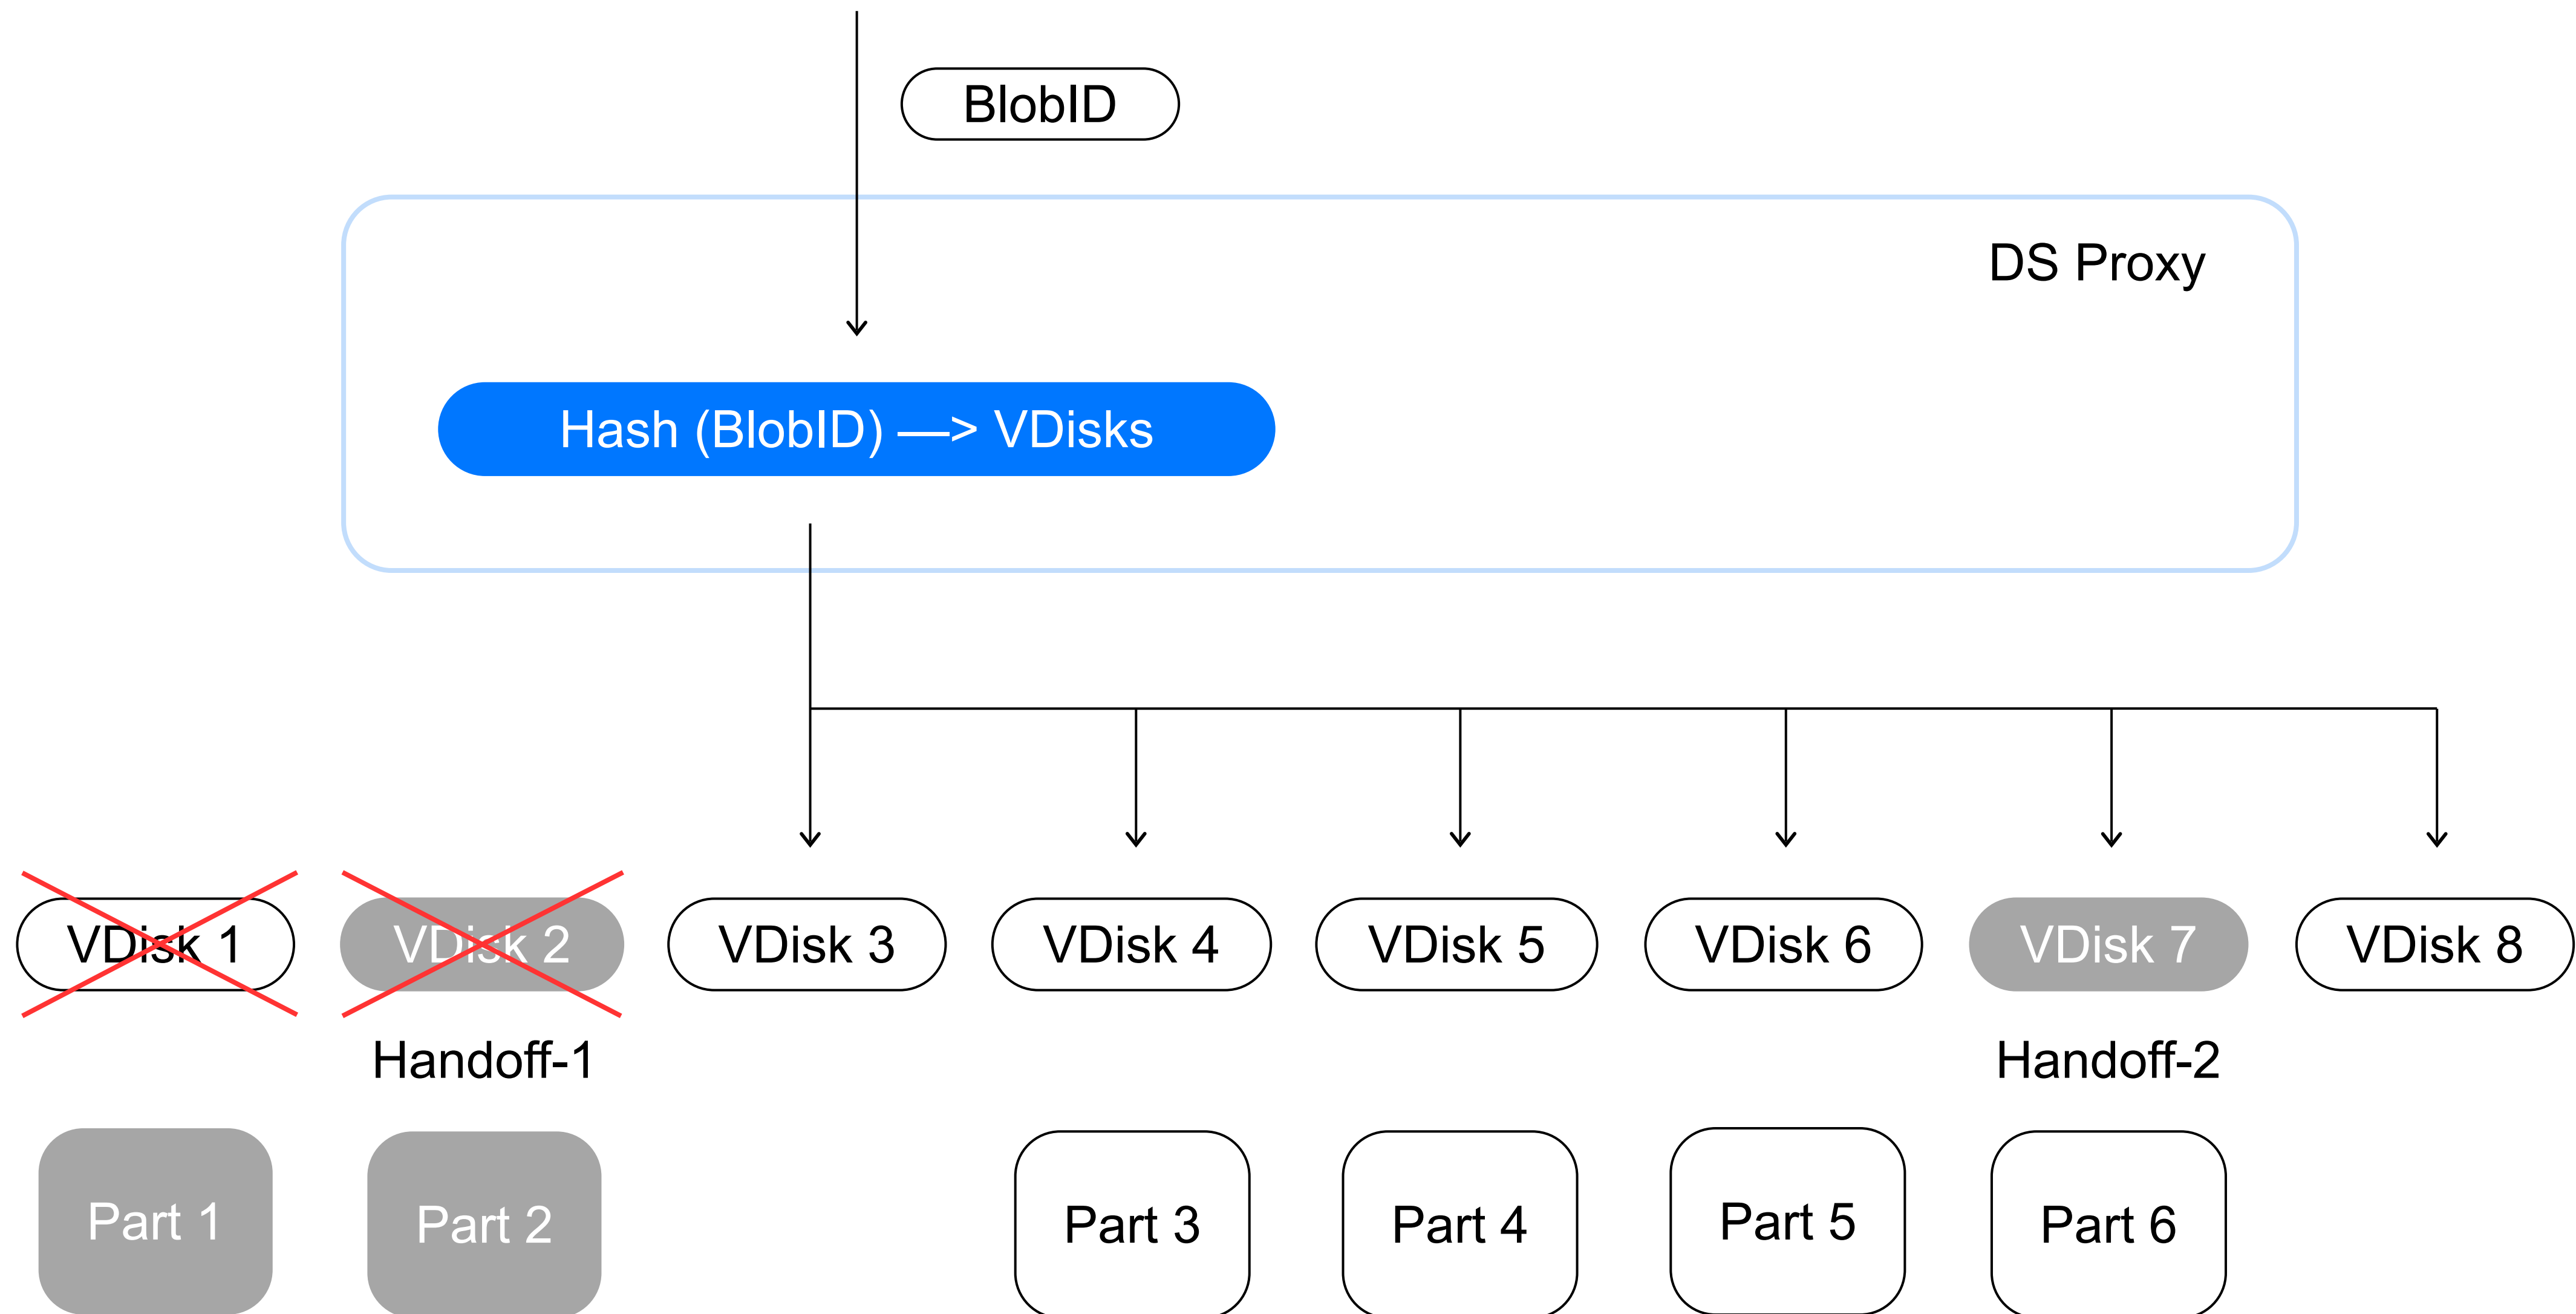 BlobID
DS Proxy
Hash (BlobID) —> VDisks
VDisk 1
VDisk 2
VDisk 3
VDisk 4
VDisk 5
VDisk 6
VDisk 7
VDisk 8
Handoff-1
Handoff-2
Part 1
Part 2
Part 3
Part 4
Part 5
Part 6